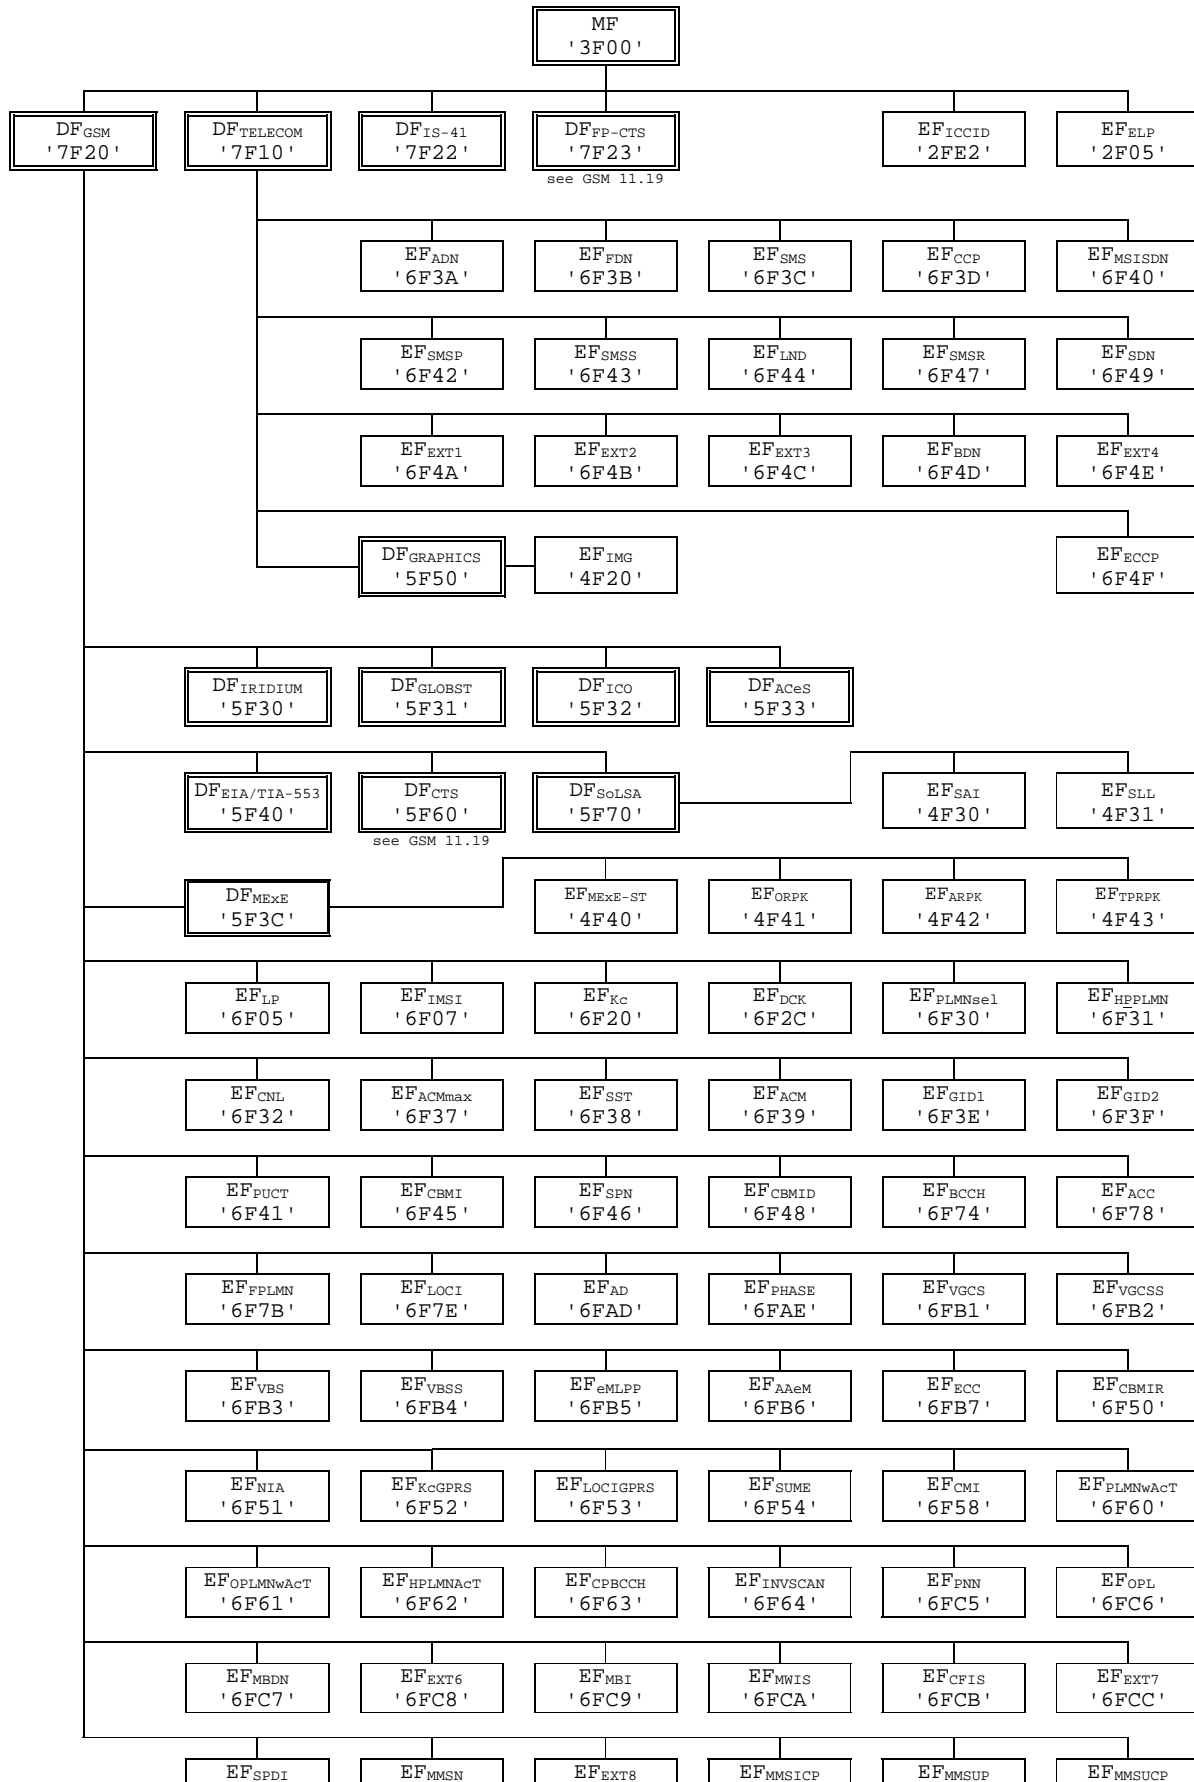 MF
'3F00'
DFGSM DFTELECOM DFIS-41 DFFP-CTS EFICCID EFELP
'7F20' '7F10' '7F22' '7F23' '2FE2' '2F05'
see GSM 11.19
EFADN EFFDN EFSMS EFCCP EFMSISDN
'6F3A' '6F3B' '6F3C' '6F3D' '6F40'
EFSMSP EFSMSS EFLND EFSMSR EFSDN
'6F42' '6F43' '6F44' '6F47' '6F49'
EFEXT1 EFEXT2 EFEXT3 EFBDN EFEXT4
'6F4A' '6F4B' '6F4C' '6F4D' '6F4E'
DFGRAPHICS EFIMG EFECCP
'5F50' '4F20' '6F4F'
DFIRIDIUM DFGLOBST DFICO DFACeS
'5F30' '5F31' '5F32' '5F33'
DFEIA/TIA-553 DFCTS DFSoLSA EFSAI EFSLL
'5F40' '5F60' '5F70' '4F30' '4F31'
see GSM 11.19
DFMExE EFMExE-ST EFORPK EFARPK EFTPRPK
'5F3C' '4F40' '4F41' '4F42' '4F43'
EFLP EFIMSI EFKc EFDCK EFPLMNsel EFHPPLMN
'6F05' '6F07' '6F20' '6F2C' '6F30' '6F31'
EFCNL EFACMmax EFSST EFACM EFGID1 EFGID2
'6F32' '6F37' '6F38' '6F39' '6F3E' '6F3F'
EFPUCT EFCBMI EFSPN EFCBMID EFBCCH EFACC
'6F41' '6F45' '6F46' '6F48' '6F74' '6F78'
EFFPLMN EFLOCI EFAD EFPHASE EFVGCS EFVGCSS
'6F7B' '6F7E' '6FAD' '6FAE' '6FB1' '6FB2'
EFVBS EFVBSS EFeMLPP EFAAeM EFECC EFCBMIR
'6FB3' '6FB4' '6FB5' '6FB6' '6FB7' '6F50'
EFNIA EFKcGPRS EFLOCIGPRS EFSUME EFCMI EFPLMNwAcT
'6F51' '6F52' '6F53' '6F54' '6F58' '6F60'
EFOPLMNwAcT EFHPLMNAcT EFCPBCCH EFINVSCAN EFPNN EFOPL
'6F61' '6F62' '6F63' '6F64' '6FC5' '6FC6'
EFMBDN EFEXT6 EFMBI EFMWIS EFCFIS EFEXT7
'6FC7' '6FC8' '6FC9' '6FCA' '6FCB' '6FCC'
EFSPDI EFMMSN EFEXT8 EFMMSICP EFMMSUP EFMMSUCP